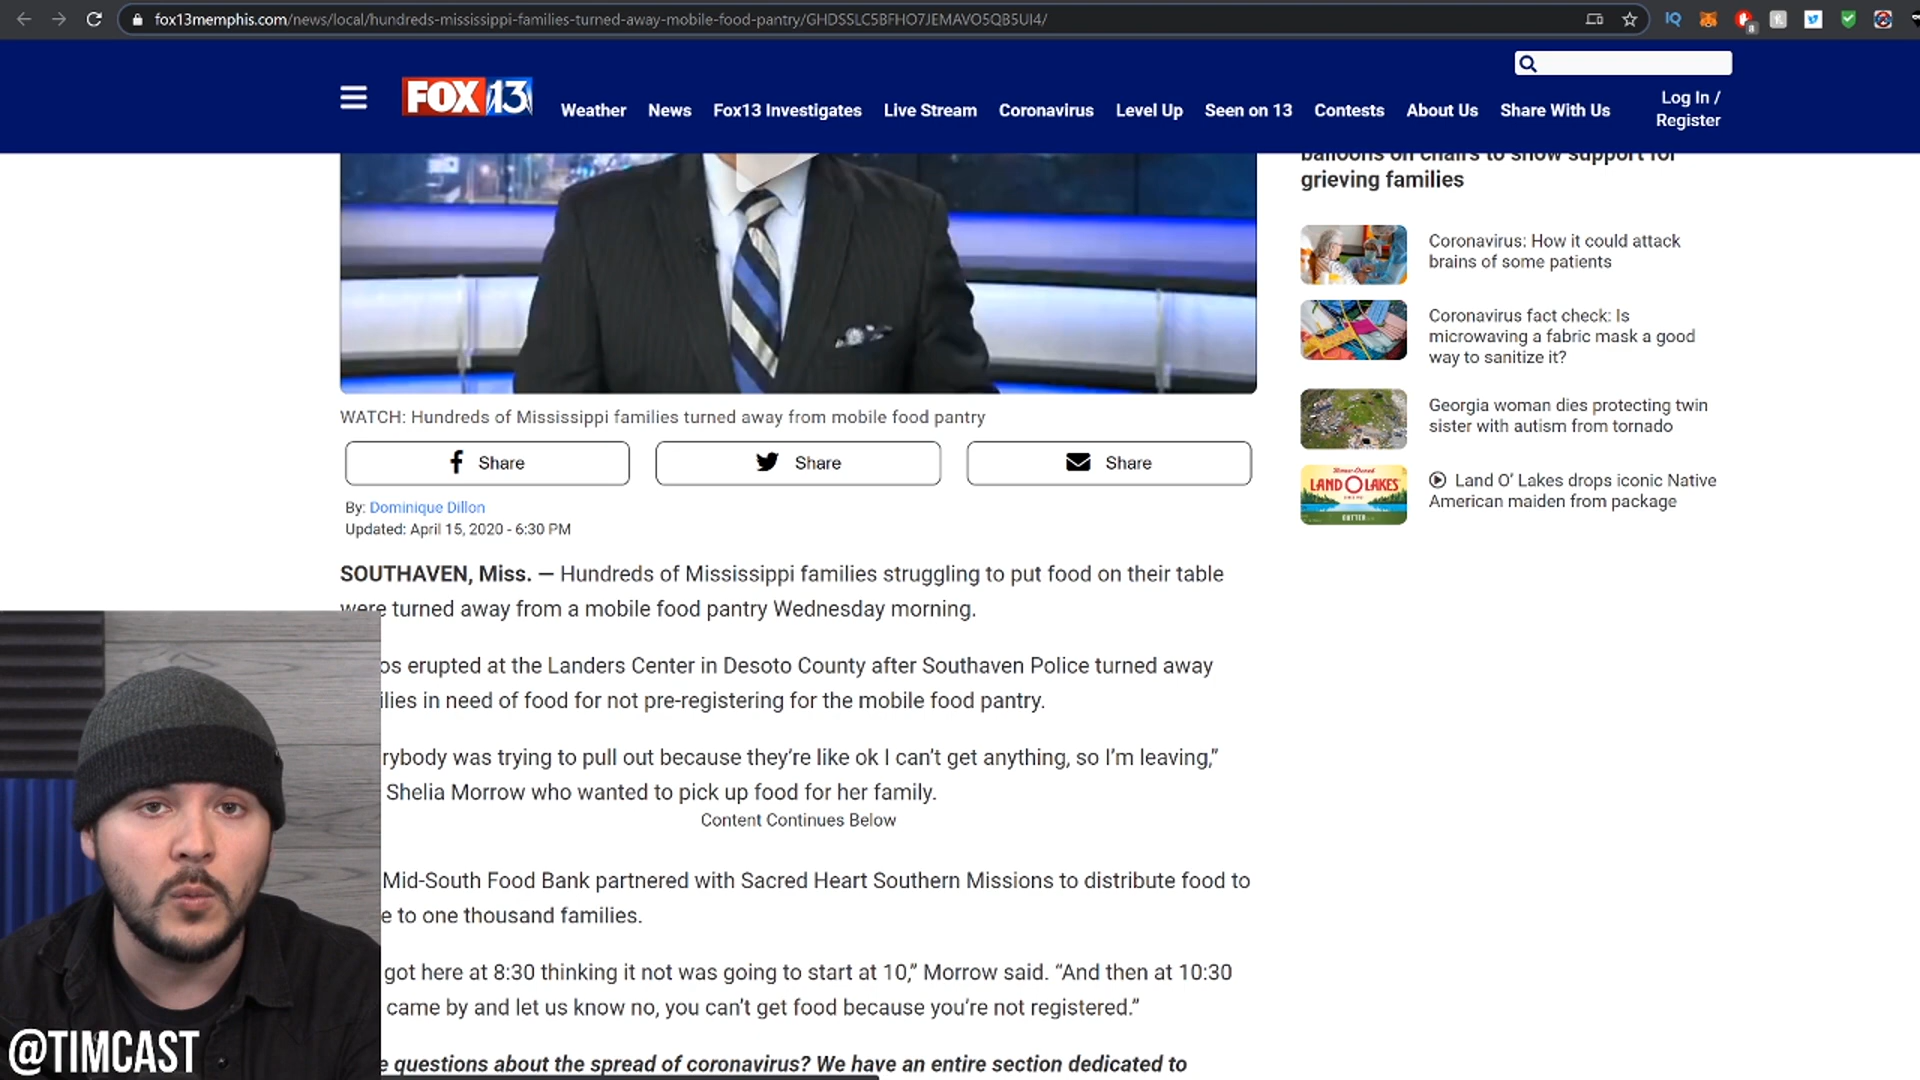 fox13memphis.com/news/local/hundreds-mississippi-families-turned-away-mobile-food-pantry/GHDSSLC5BFHO7JEMAVO5QB5UI4/
FOX 13
Weather News Fox13 Investigates Live Stream Coronavirus Level Up Seen on 13 Contests About Us Share With Us
Log In /
Register
balloons on chairs to show support for
grieving families
Coronavirus: How it could attack
brains of some patients
Coronavirus fact check: Is
microwaving a fabric mask a good
way to sanitize it?
Georgia woman dies protecting twin
sister with autism from tornado
LAND O LAKES
BUTTER
Land O' Lakes drops iconic Native
American maiden from package
WATCH: Hundreds of Mississippi families turned away from mobile food pantry
Share Share Share
By: Dominique Dillon
Updated: April 15, 2020 - 6:30 PM
SOUTHAVEN, Miss. — Hundreds of Mississippi families struggling to put food on their table
were turned away from a mobile food pantry Wednesday morning.
os erupted at the Landers Center in Desoto County after Southaven Police turned away
ilies in need of food for not pre-registering for the mobile food pantry.
rybody was trying to pull out because they're like ok I can't get anything, so I'm leaving,"
Shelia Morrow who wanted to pick up food for her family.
Content Continues Below
Mid-South Food Bank partnered with Sacred Heart Southern Missions to distribute food to
e to one thousand families.
got here at 8:30 thinking it not was going to start at 10," Morrow said. "And then at 10:30
came by and let us know no, you can't get food because you're not registered."
e questions about the spread of coronavirus? We have an entire section dedicated to
@TIMCAST